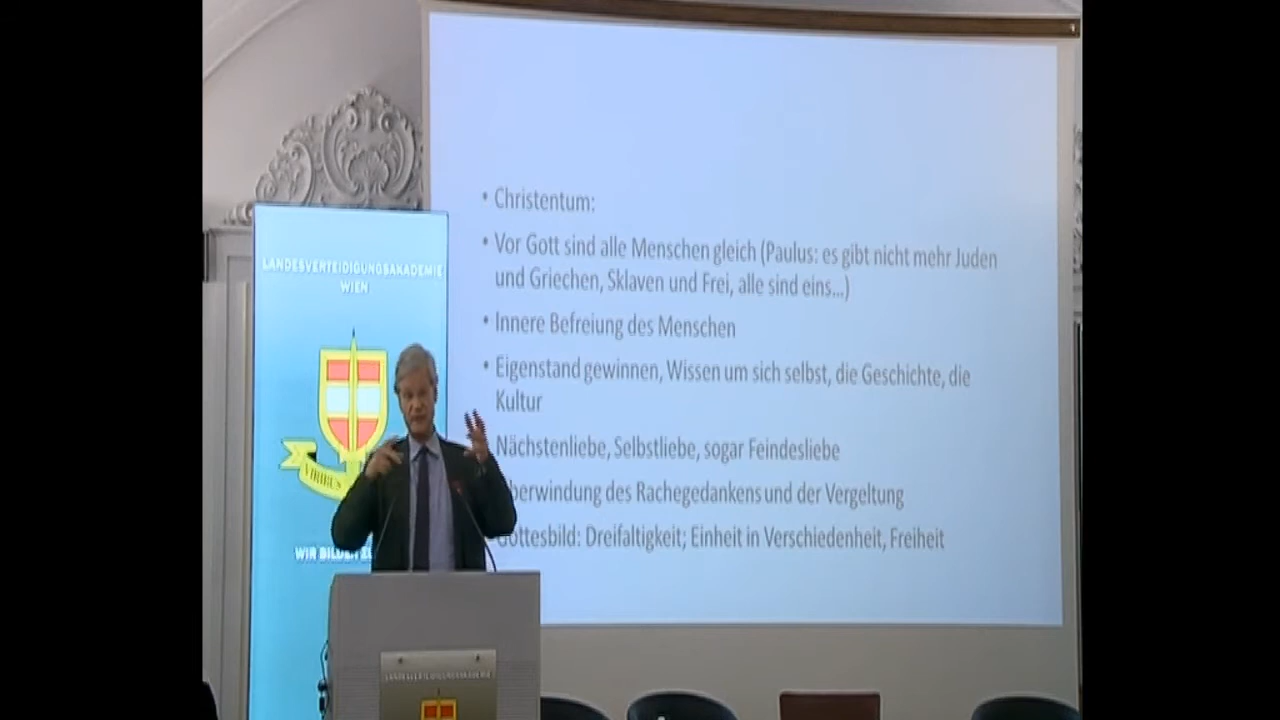 • Christentum:
• Vor Gott sind alle Menschen gleich (Paulus: es gibt nicht mehr Juden
und Griechen, Sklaven und Frei, alle sind eins...)
• Innere Befreiung des Menschen
• Eigenstand gewinnen, Wissen um sich selbst, die Geschichte, die
Kultur
Nächstenliebe, Selbstliebe, sogar Feindesliebe
berwindung des Rachegedankens und der Vergeltung
Gottesbild: Dreifaltigkeit; Einheit in Verschiedenheit, Freiheit
LANDESVERTEIDIGUNGSAKADEMIE
WIEN
VIRIBUS
WIR BILDEN
LANDESVERTEIDIGUNGSAKADEMIE